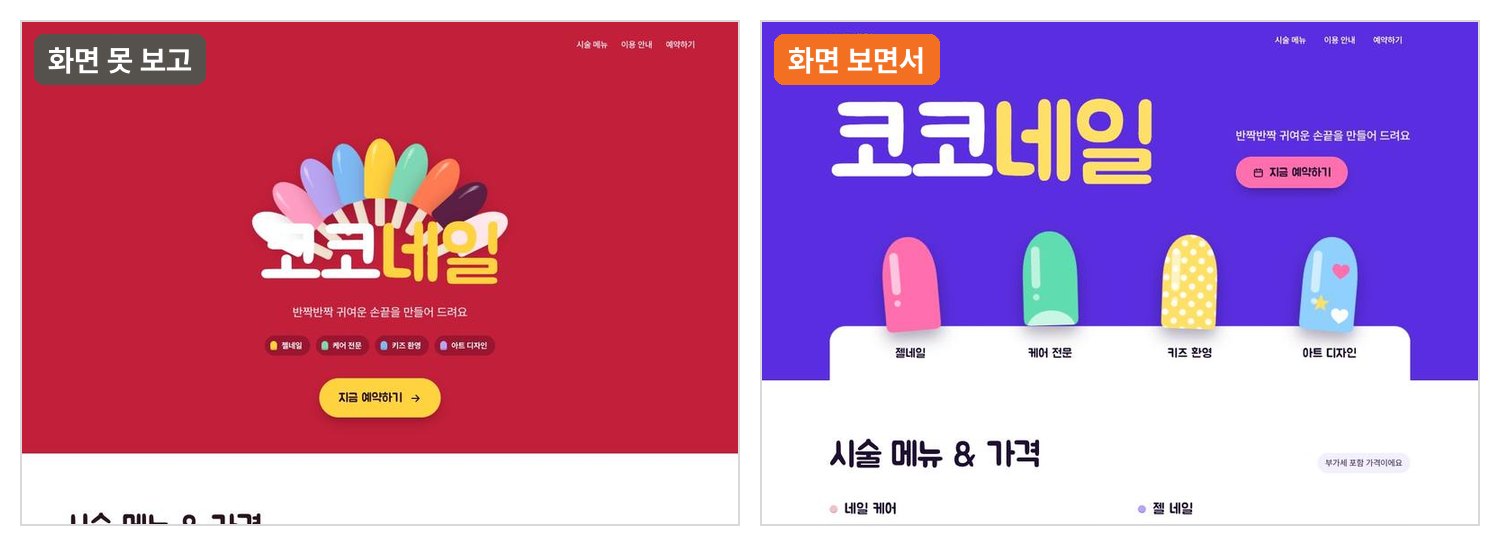 화면 못 보고
시술 메뉴 이용 안내 예약하기
코코네일
반짝반짝 귀여운 손끝을 만들어 드려요
젤네일 케어 전문 키즈 환영 아트 디자인
지금 예약하기 →
시술 메뉴 & 가격
화면 보면서
시술 메뉴 이용 안내 예약하기
코코네일
반짝반짝 귀여운 손끝을 만들어 드려요
지금 예약하기
젤네일 케어 전문 키즈 환영 아트 디자인
시술 메뉴 & 가격
부가세 포함 가격이에요
네일 케어 젤 네일